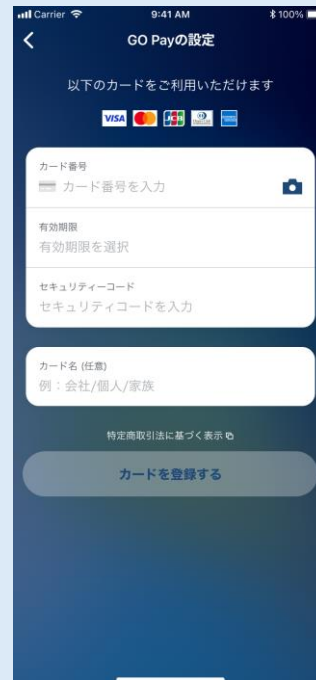 Carrier 9:41 AM 100%
GO Payの設定
以下のカードをご利用いただけます
VISA JCB
カード番号
カード番号を入力
有効期限
有効期限を選択
セキュリティーコード
セキュリティコードを入力
カード名 (任意)
例：会社/個人/家族
特定商取引法に基づく表示
カードを登録する